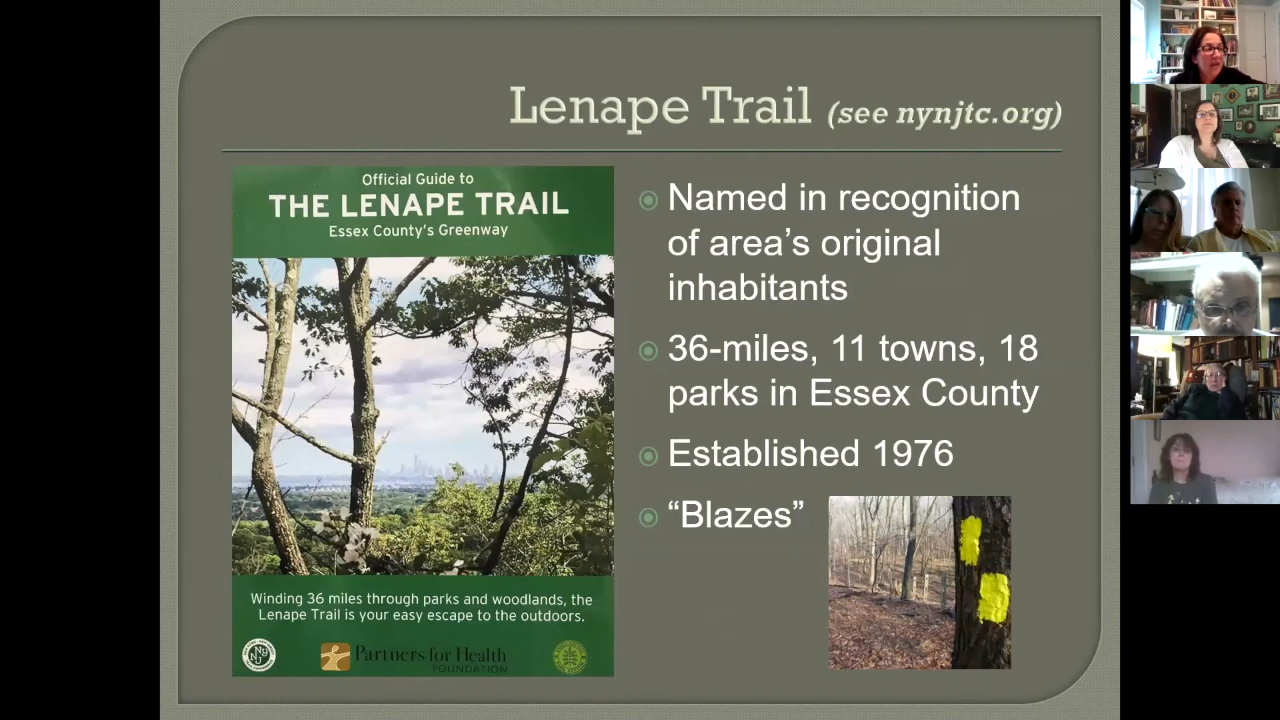 Lenape Trail (see nynjtc.org)
Official Guide to
THE LENAPE TRAIL
Essex County's Greenway
Winding 36 miles through parks and woodlands, the
Lenape Trail is your easy escape to the outdoors.
Partners for Health
FOUNDATION
Named in recognition
of area’s original
inhabitants
36-miles, 11 towns, 18
parks in Essex County
Established 1976
“Blazes”